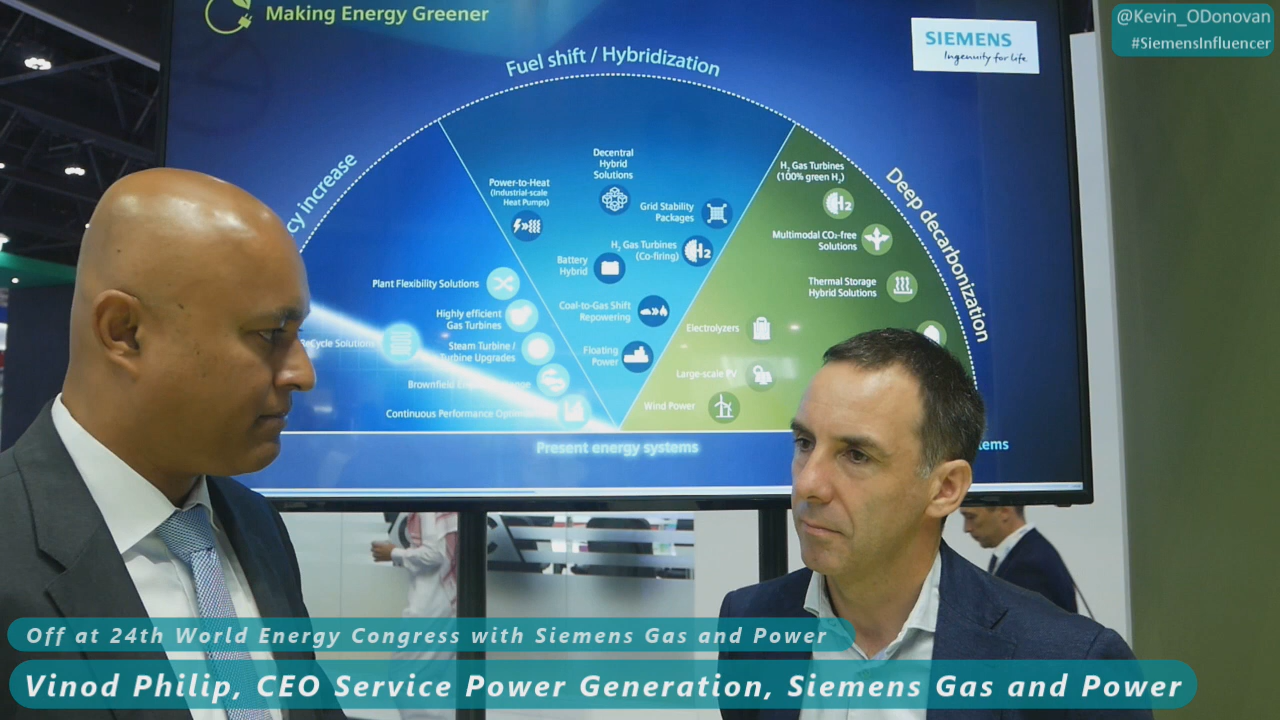 Making Energy Greener
@Kevin_ODonovan
#SiemensInfluencer
SIEMENS
Ingenuity for life
Fuel shift / Hybridization
cy increase
Deep decarbonization
Decentral
Hybrid
Solutions
Power-to-Heat
(Industrial-scale
Heat Pumps)
Grid Stability
Packages
H₂ Gas Turbines
(Co-firing)
Battery
Hybrid
Coal-to-Gas Shift
Repowering
Floating
Power
H₂ Gas Turbines
(100% green H₂)
H2
H2
Multimodal CO₂-free
Solutions
Thermal Storage
Hybrid Solutions
Electrolyzers
Large-scale PV
Wind Power
Plant Flexibility Solutions
Highly efficient
Gas Turbines
Cycle Solutions
Steam Turbine /
Turbine Upgrades
Brownfield
Continuous Performance
Present energy systems
tems
Off at 24th World Energy Congress with Siemens Gas and Power
Vinod Philip, CEO Service Power Generation, Siemens Gas and Power